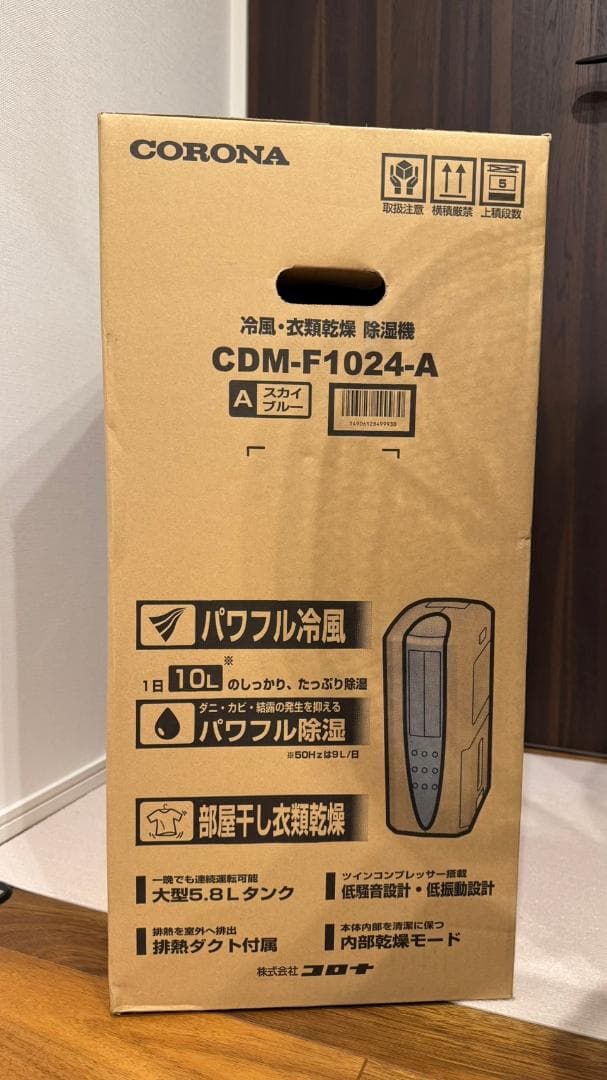 CORONA
5
取扱注意 横積厳禁 上積段数
冷風・衣類乾燥 除湿機
CDM-F1024-A
A スカイ
ブルー
パワフル冷風
※
1日 10L のしっかり、たっぷり除湿
ダニ・カビ・結露の発生を抑える
パワフル除湿
※50Hzは9L/日
部屋干し衣類乾燥
一晩でも連続運転可能
大型5.8Lタンク
ツインコンプレッサー搭載
低騒音設計・低振動設計
排熱を室外へ排出
排熱ダクト付属
本体内部を清潔に保つ
内部乾燥モード
株式会社 コロナ